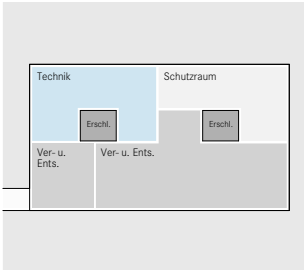 Technik
Schutzraum
Erschl.
Erschl.
Ver- u.
Ents.
Ver- u. Ents.